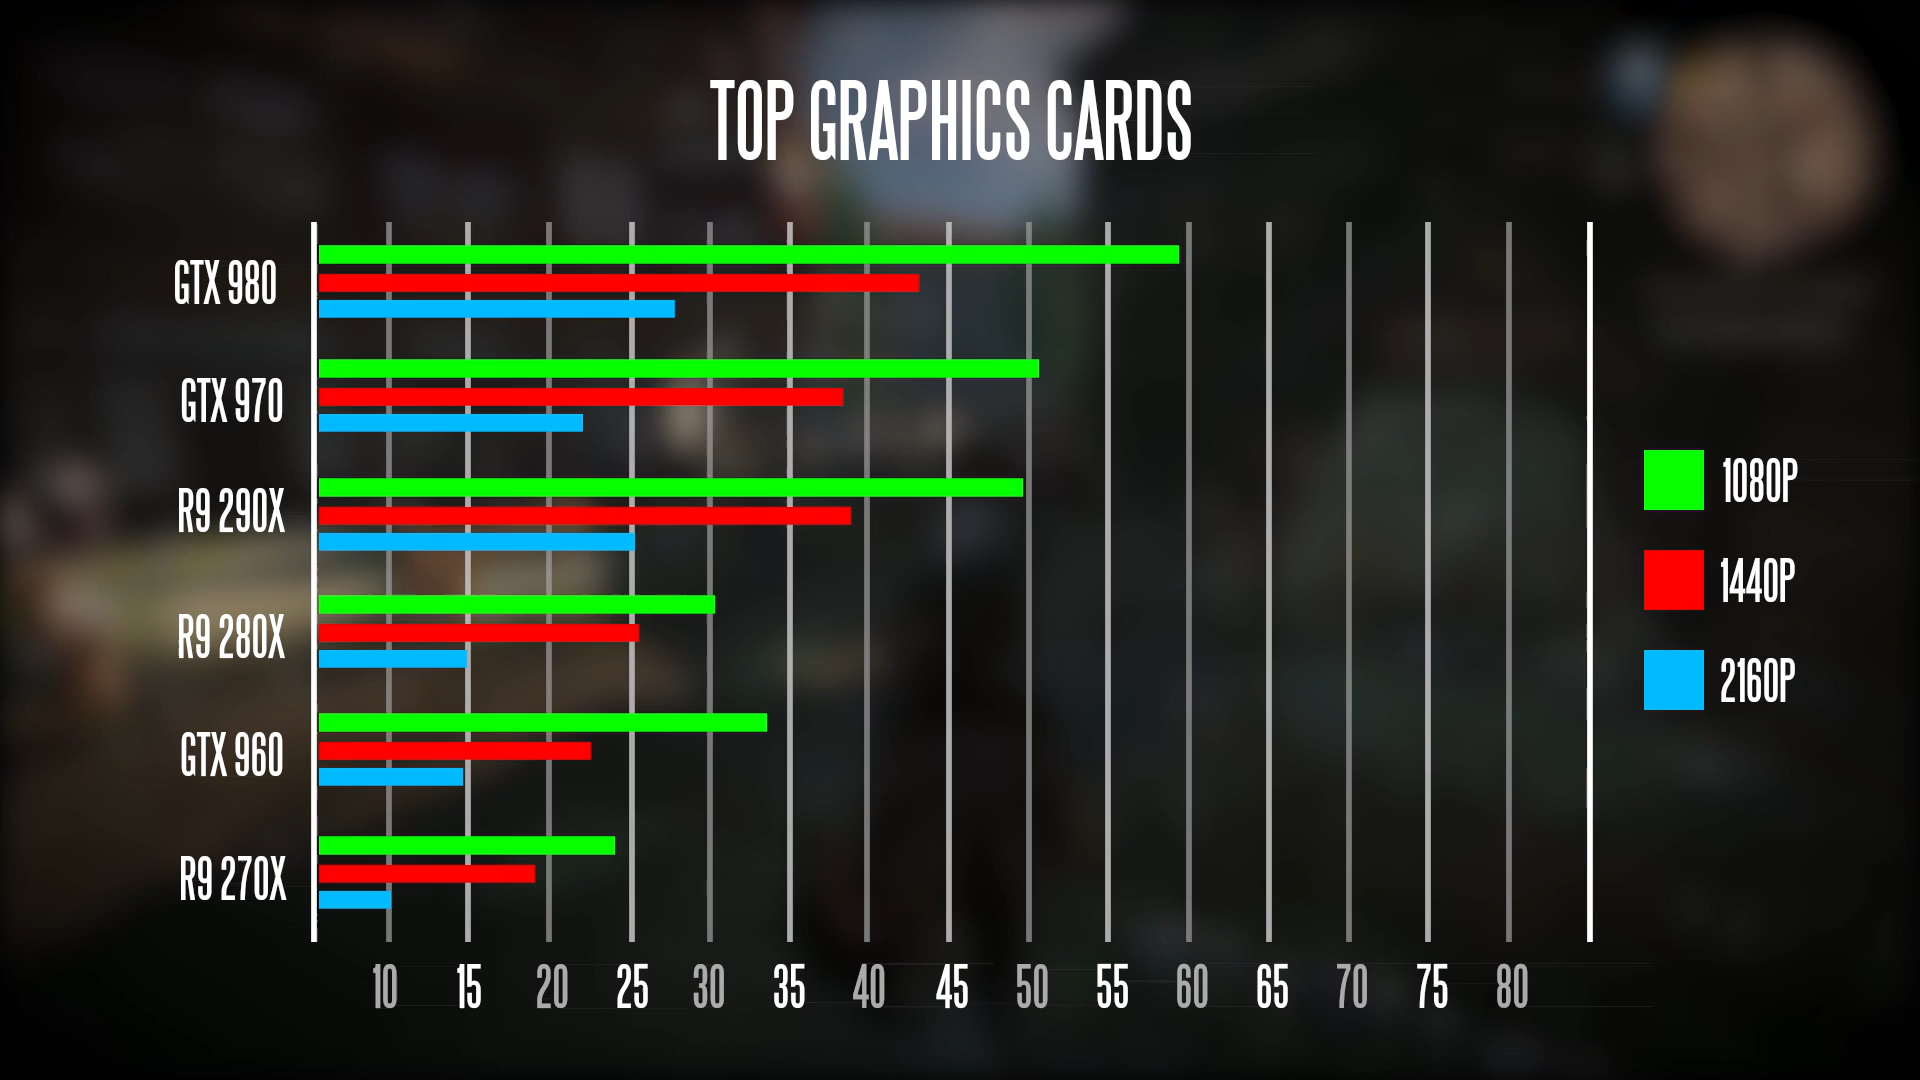 TOP GRAPHICS CARDS
GTX 980
GTX 970
R9 290X
R9 280X
GTX 960
R9 270X
10 15 20 25 30 35 40 45 50 55 60 65 70 75 80
1080P
1440P
2160P